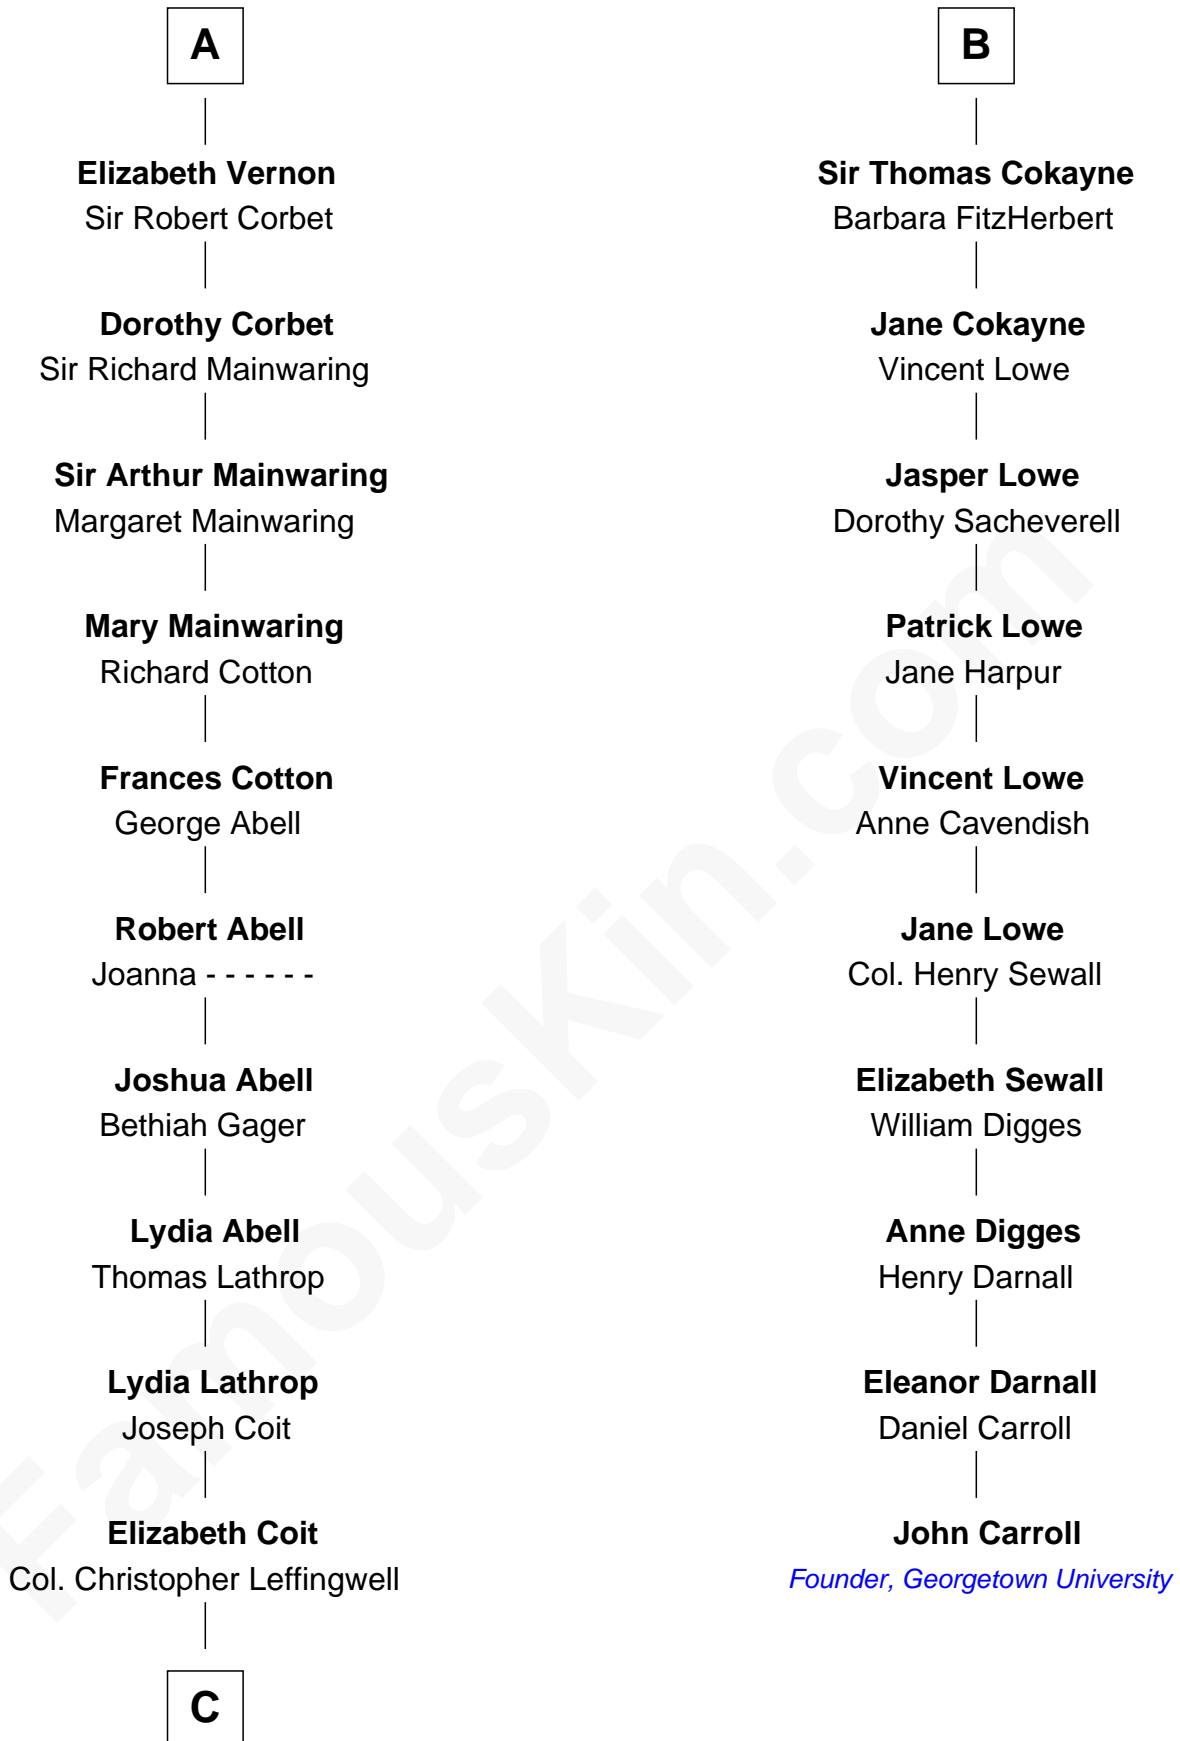 A
Elizabeth Vernon
Sir Robert Corbet
Dorothy Corbet
Sir Richard Mainwaring
Sir Arthur Mainwaring
Margaret Mainwaring
Mary Mainwaring
Richard Cotton
Frances Cotton
George Abell
Robert Abell
Joanna - - - - - -
Joshua Abell
Bethiah Gager
Lydia Abell
Thomas Lathrop
Lydia Lathrop
Joseph Coit
Elizabeth Coit
Col. Christopher Leffingwell
C
B
Sir Thomas Cokayne
Barbara FitzHerbert
Jane Cokayne
Vincent Lowe
Jasper Lowe
Dorothy Sacheverell
Patrick Lowe
Jane Harpur
Vincent Lowe
Anne Cavendish
Jane Lowe
Col. Henry Sewall
Elizabeth Sewall
William Digges
Anne Digges
Henry Darnall
Eleanor Darnall
Daniel Carroll
John Carroll
Founder, Georgetown University
FamousKin.com